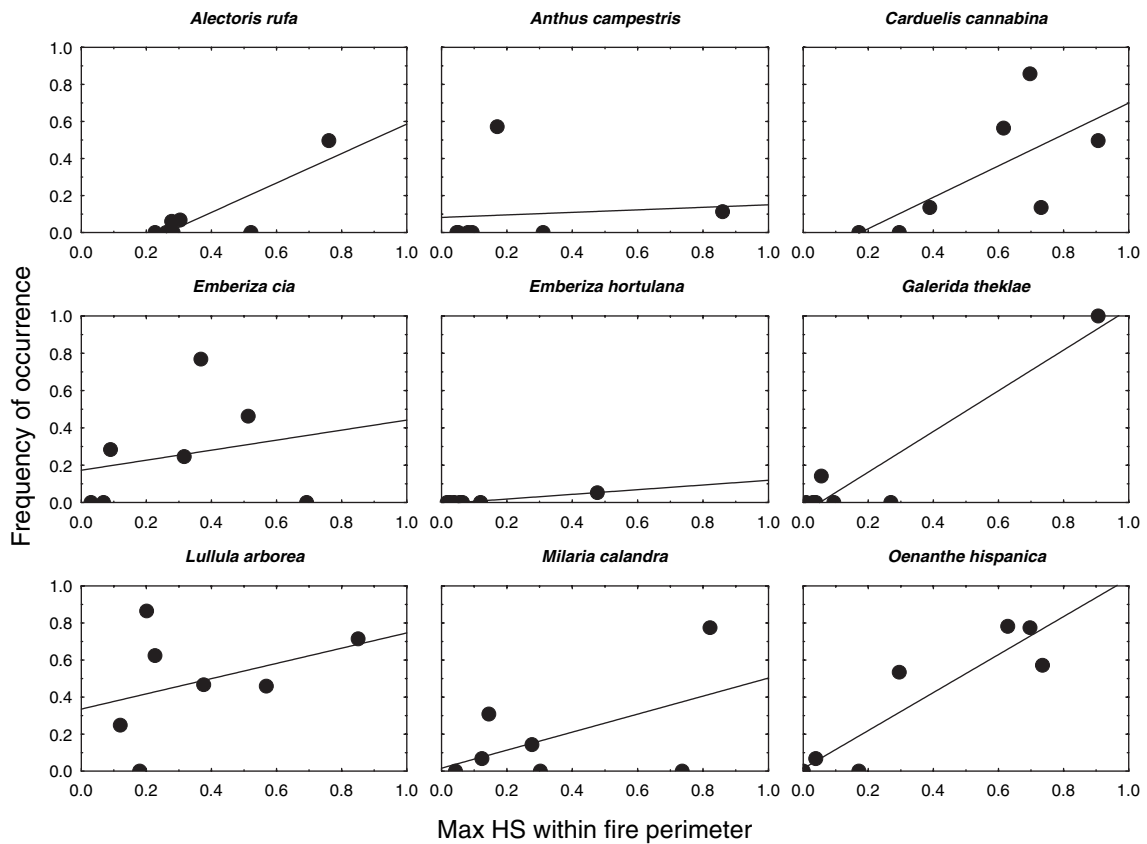 Alectoris rufa
Anthus campestris
Carduelis cannabina
1.0
0.8
0.6
0.4
0.2
0.0
0.0 0.2 0.4 0.6 0.8 1.0
0.0 0.2 0.4 0.6 0.8 1.0
0.0 0.2 0.4 0.6 0.8 1.0
Emberiza cia
Emberiza hortulana
Galerida theklae
1.0
0.8
0.6
0.4
0.2
0.0
0.0 0.2 0.4 0.6 0.8 1.0
0.0 0.2 0.4 0.6 0.8 1.0
0.0 0.2 0.4 0.6 0.8 1.0
Frequency of occurrence
Lullula arborea
Milaria calandra
Oenanthe hispanica
1.0
0.8
0.6
0.4
0.2
0.0
0.0 0.2 0.4 0.6 0.8 1.0
0.0 0.2 0.4 0.6 0.8 1.0
0.0 0.2 0.4 0.6 0.8 1.0
Max HS within fire perimeter